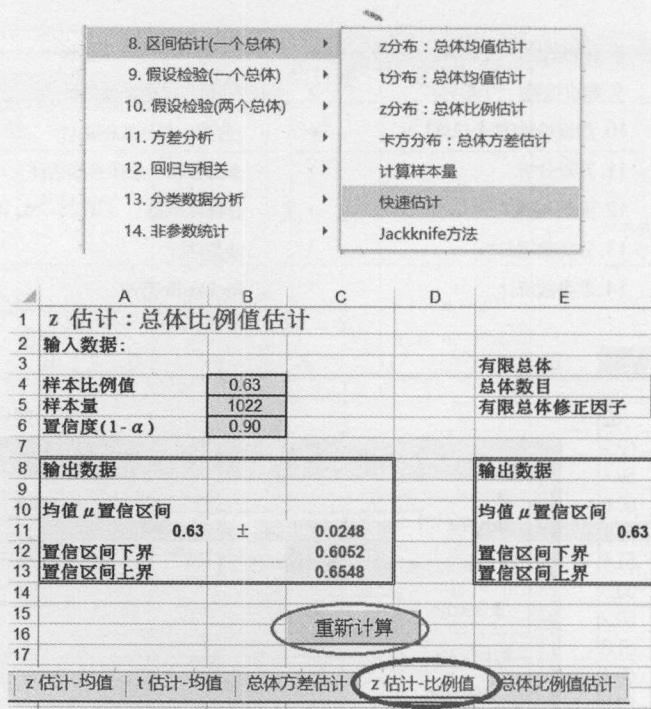 8. 区间估计(一个总体)
9. 假设检验(一个总体)
10. 假设检验(两个总体)
11. 方差分析
12. 回归与相关
13. 分类数据分析
14. 非参数统计
z分布:总体均值估计
t分布:总体均值估计
z分布:总体比例估计
卡方分布:总体方差估计
计算样本量
快速估计
Jackknife方法
A B C D E
1 z 估计:总体比例值估计
2 输入数据:
3 有限总体
4 样本比例值 0.63 总体数目
5 样本量 1022 有限总体修正因子
6 置信度(1-α) 0.90
7
8 输出数据 输出数据
9
10 均值μ置信区间 均值μ置信区间
11 0.63 ± 0.0248 0.63
12 置信区间下界 0.6052 置信区间下界
13 置信区间上界 0.6548 置信区间上界
14
15
重新计算
16
17
z 估计-均值 t 估计-均值 总体方差估计 z 估计-比例值 总体比例值估计